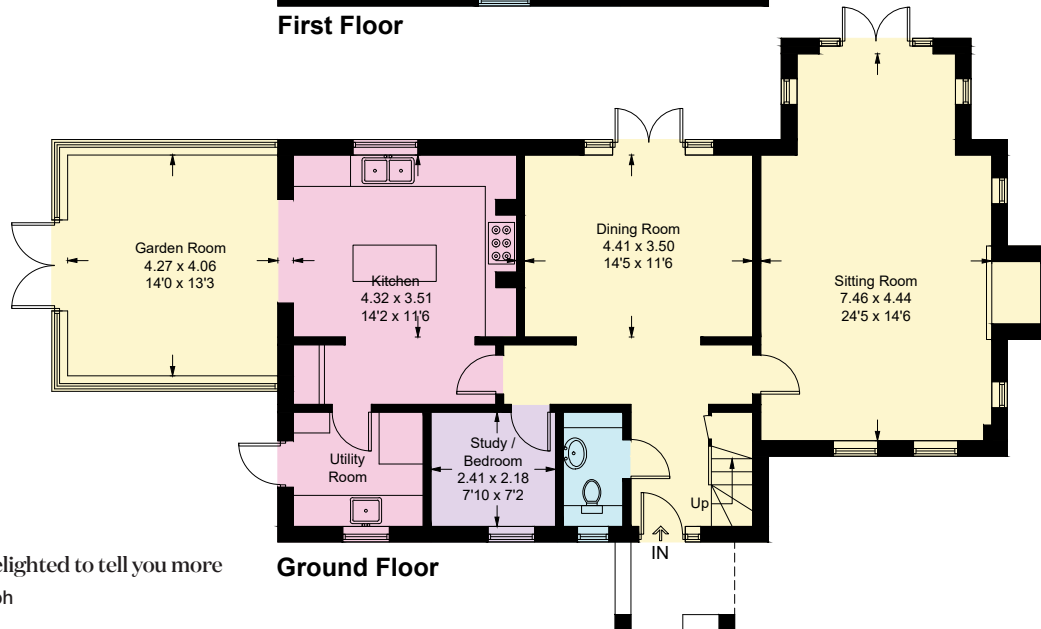 First Floor
Garden Room
4.27 x 4.06
14'0 x 13'3
Kitchen
4.32 x 3.51
14'2 x 11'6
Dining Room
4.41 x 3.50
14'5 x 11'6
Sitting Room
7.46 x 4.44
24'5 x 14'6
Utility
Room
Study /
Bedroom
2.41 x 2.18
7'10 x 7'2
Up
IN
Ground Floor
elighted to tell you more